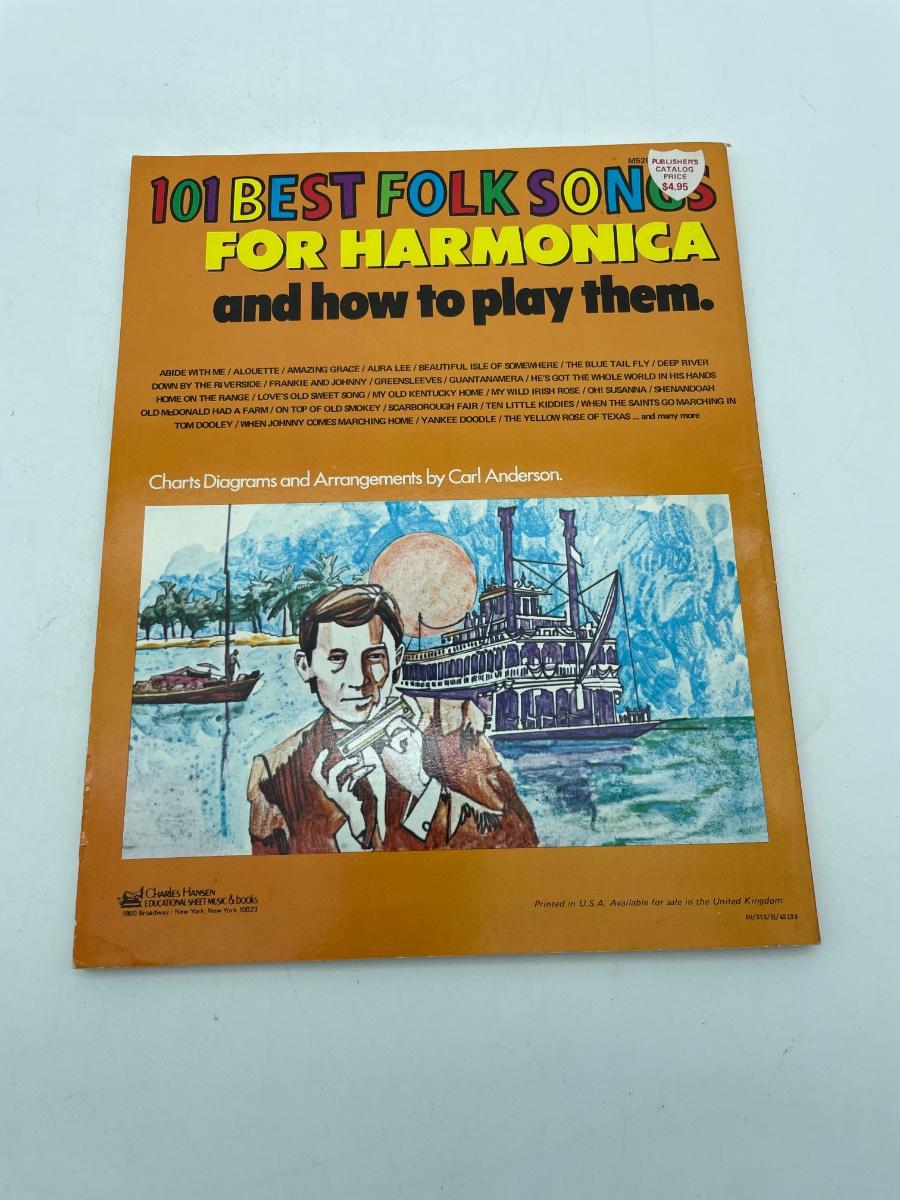 M52
PUBLISHER'S
CATALOG
PRICE
$4.95
101 BEST FOLK SONGS
FOR HARMONICA
and how to play them.
ABIDE WITH ME / ALOUETTE / AMAZING GRACE / AURA LEE / BEAUTIFUL ISLE OF SOMEWHERE / THE BLUE TAIL FLY / DEEP RIVER
DOWN BY THE RIVERSIDE / FRANKIE AND JOHNNY / GREENSLEEVES / GUANTANAMERA / HE'S GOT THE WHOLE WORLD IN HIS HANDS
HOME ON THE RANGE / LOVE'S OLD SWEET SONG / MY OLD KENTUCKY HOME / MY WILD IRISH ROSE / OH! SUSANNA / SHENANDOAH
OLD McDONALD HAD A FARM / ON TOP OF OLD SMOKEY / SCARBOROUGH FAIR / TEN LITTLE KIDDIES / WHEN THE SAINTS GO MARCHING IN
TOM DOOLEY / WHEN JOHNNY COMES MARCHING HOME / YANKEE DOODLE / THE YELLOW ROSE OF TEXAS ... and many more
Charts Diagrams and Arrangements by Carl Anderson.
CHARLES HANSEN
EDUCATIONAL SHEET MUSIC & books
1860 Broadway / New York, New York 10023
Printed in U.S.A. Available for sale in the United Kingdom